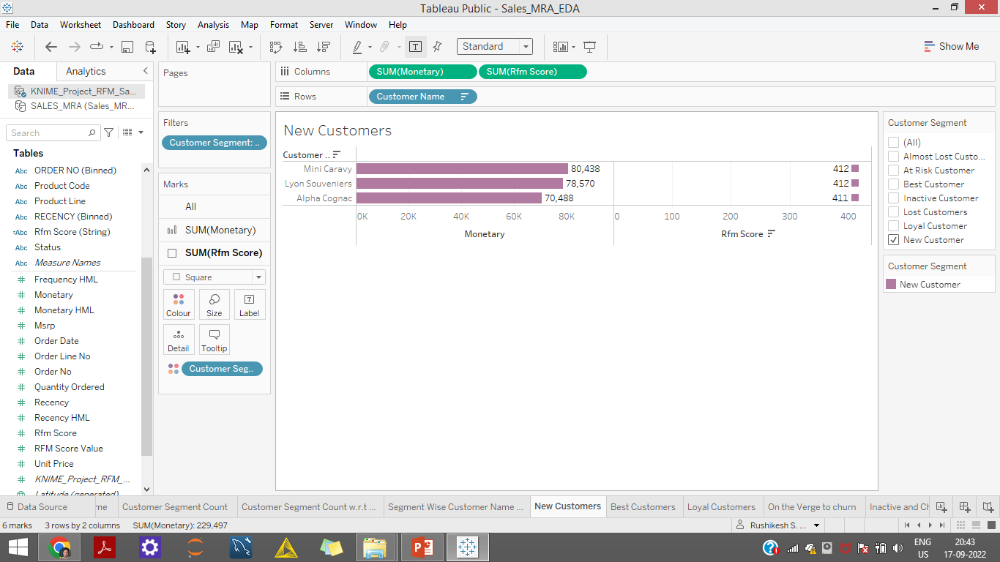 Tableau Public - Sales_MRA_EDA
File Data Worksheet Dashboard Story Analysis Map Format Server Window Help
Standard
Show Me
Data Analytics
KNIME_Project_RFM_Sa...
SALES_MRA (Sales_MR...
Search
Tables
ORDER NO (Binned)
Product Code
Product Line
RECENCY (Binned)
Rfm Score (String)
Status
Measure Names
Frequency HML
Monetary
Monetary HML
Msrp
Order Date
Order Line No
Order No
Quantity Ordered
Recency
Recency HML
Rfm Score
RFM Score Value
Unit Price
KNIME_Project_RFM_...
Latitude (generated)
Pages
Filters
Customer Segment: ..
Marks
All
SUM(Monetary)
SUM(Rfm Score)
Square
Colour Size Label
Detail Tooltip
Customer Seg..
Columns SUM(Monetary) SUM(Rfm Score)
Rows Customer Name
New Customers
Customer ..
Mini Caravy 80,438 412
Lyon Souveniers 78,570 412
Alpha Cognac 70,488 411
0K 20K 40K 60K 80K 0 100 200 300 400
Monetary Rfm Score
Customer Segment
(All)
Almost Lost Custo...
At Risk Customer
Best Customer
Inactive Customer
Lost Customers
Loyal Customer
New Customer
Customer Segment
New Customer
Data Source me Customer Segment Count Customer Segment Count w.r.t ... Segment Wise Customer Name ... New Customers Best Customers Loyal Customers On the Verge to churn Inactive and Ch
6 marks 3 rows by 2 columns SUM(Monetary): 229,497 Rushikesh S. ...
ENG 20:43
US 17-09-2022